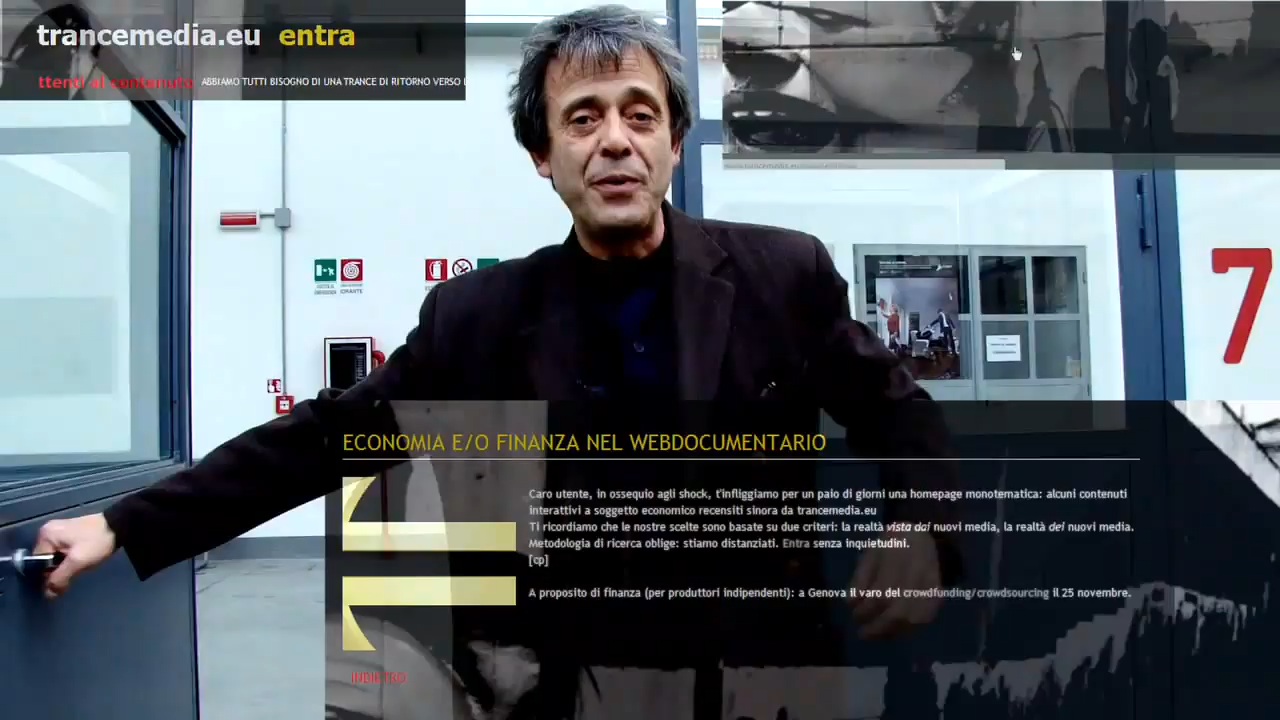 trancemedia.eu entra
ttenti al contenuto ABBIAMO TUTTI BISOGNO DI UNA TRANCE DI RITORNO VERSO
7
ECONOMIA E/O FINANZA NEL WEBDOCUMENTARIO
Caro utente, in ossequio agli shock, t'infliggiamo per un paio di giorni una homepage monotematica: alcuni contenuti
interattivi a soggetto economico recensiti sinora da trancemedia.eu
Ti ricordiamo che le nostre scelte sono basate su due criteri: la realtà vista dai nuovi media, la realtà dei nuovi media.
Metodologia di ricerca oblige: stiamo distanziati. Entra senza inquietudini.
[cp]
A proposito di finanza (per produttori indipendenti): a Genova il varo del crowdfunding/crowdsourcing il 25 novembre.
INDIETRO